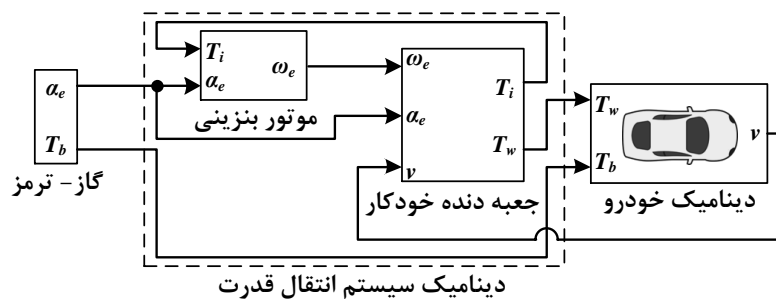 T_i
α_e
ω_e
موتور بنزینی
α_e
T_b
گاز- ترمز
ω_e
α_e
v
T_i
T_w
جعبه دنده خودکار
T_w
T_b
v
دینامیک خودرو
دینامیک سیستم انتقال قدرت